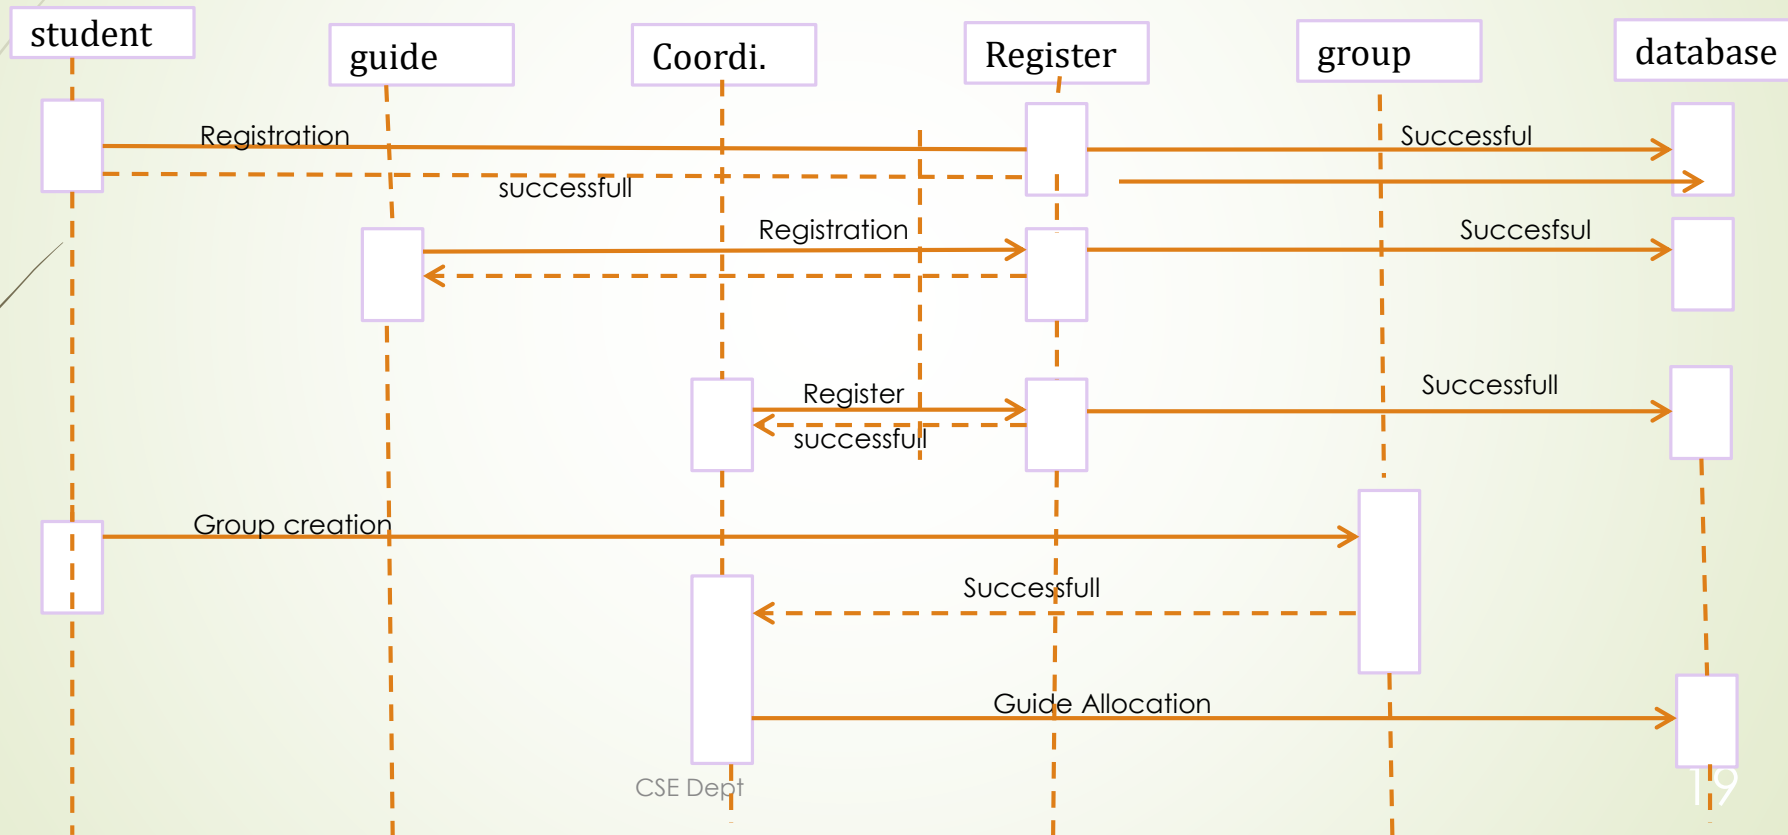 student
guide
Coordi.
Register
group
database
Registration
Successful
successfull
Registration
Succesfsul
Register
Successfull
successfull
Group creation
Successfull
Guide Allocation
CSE Dept
19